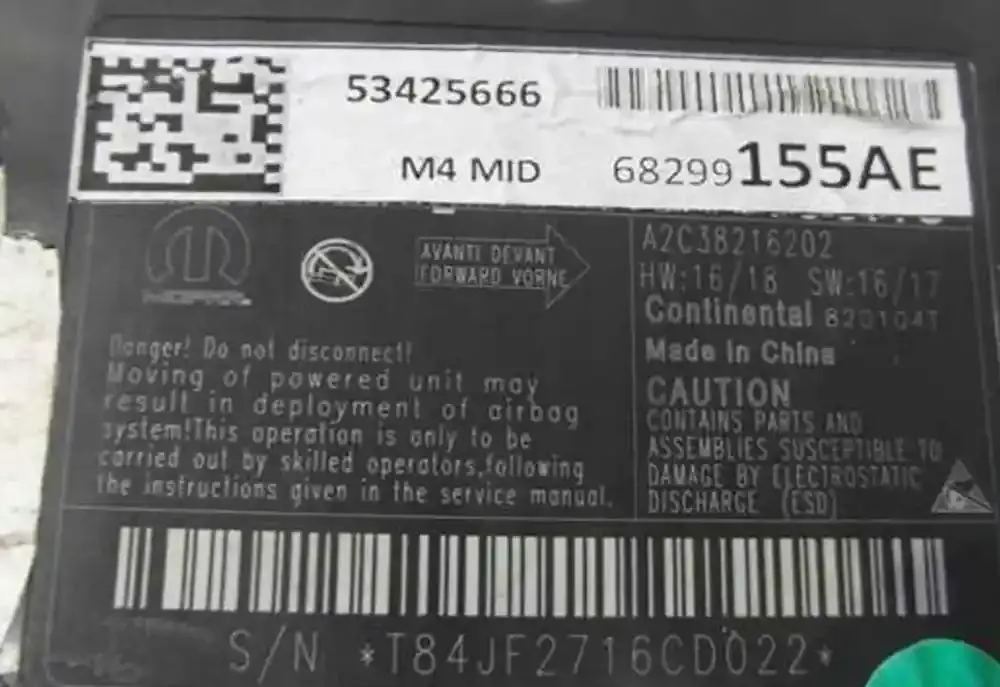 53425666
M4 MID 68299155AE
A2C38216202
HW:16/18 SW:16/17
Continental 8201047
Made In China
AVANTI DEVANT
FORWARD VORNE
Danger! Do not disconnect!
Moving of powered unit may
result in deployment of airbag
system!This operation is only to be
carried out by skilled operators,following
the instructions given in the service manual.
CAUTION
CONTAINS PARTS AND
ASSEMBLIES SUSCEPTIBLE TO
DAMAGE BY ELECTROSTATIC
DISCHARGE (ESD)
S/N *T84JF2716CD022*